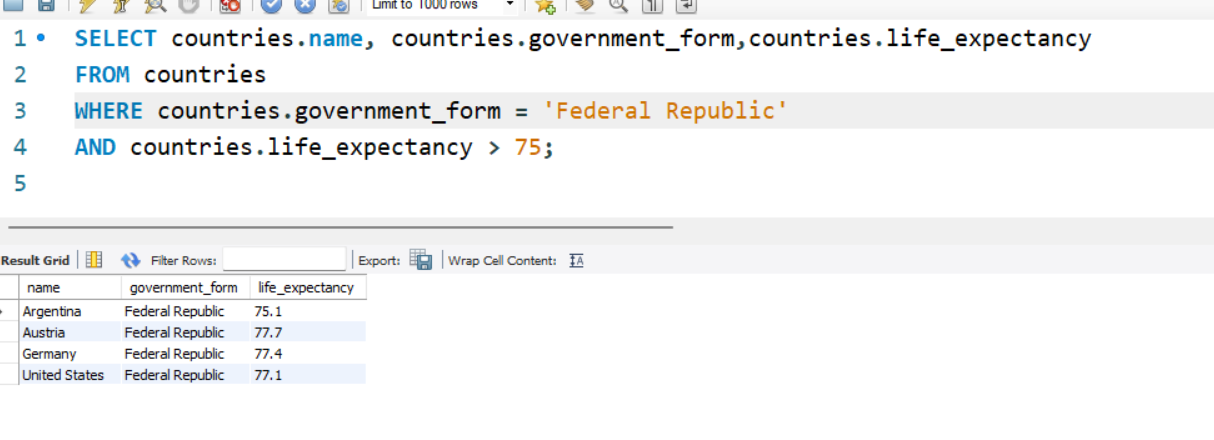 Limit to 1000 rows
1 SELECT countries.name, countries.government_form,countries.life_expectancy
2 FROM countries
3 WHERE countries.government_form = 'Federal Republic'
4 AND countries.life_expectancy > 75;
5
Result Grid Filter Rows: Export: Wrap Cell Content: IA
name government_form life_expectancy
Argentina Federal Republic 75.1
Austria Federal Republic 77.7
Germany Federal Republic 77.4
United States Federal Republic 77.1